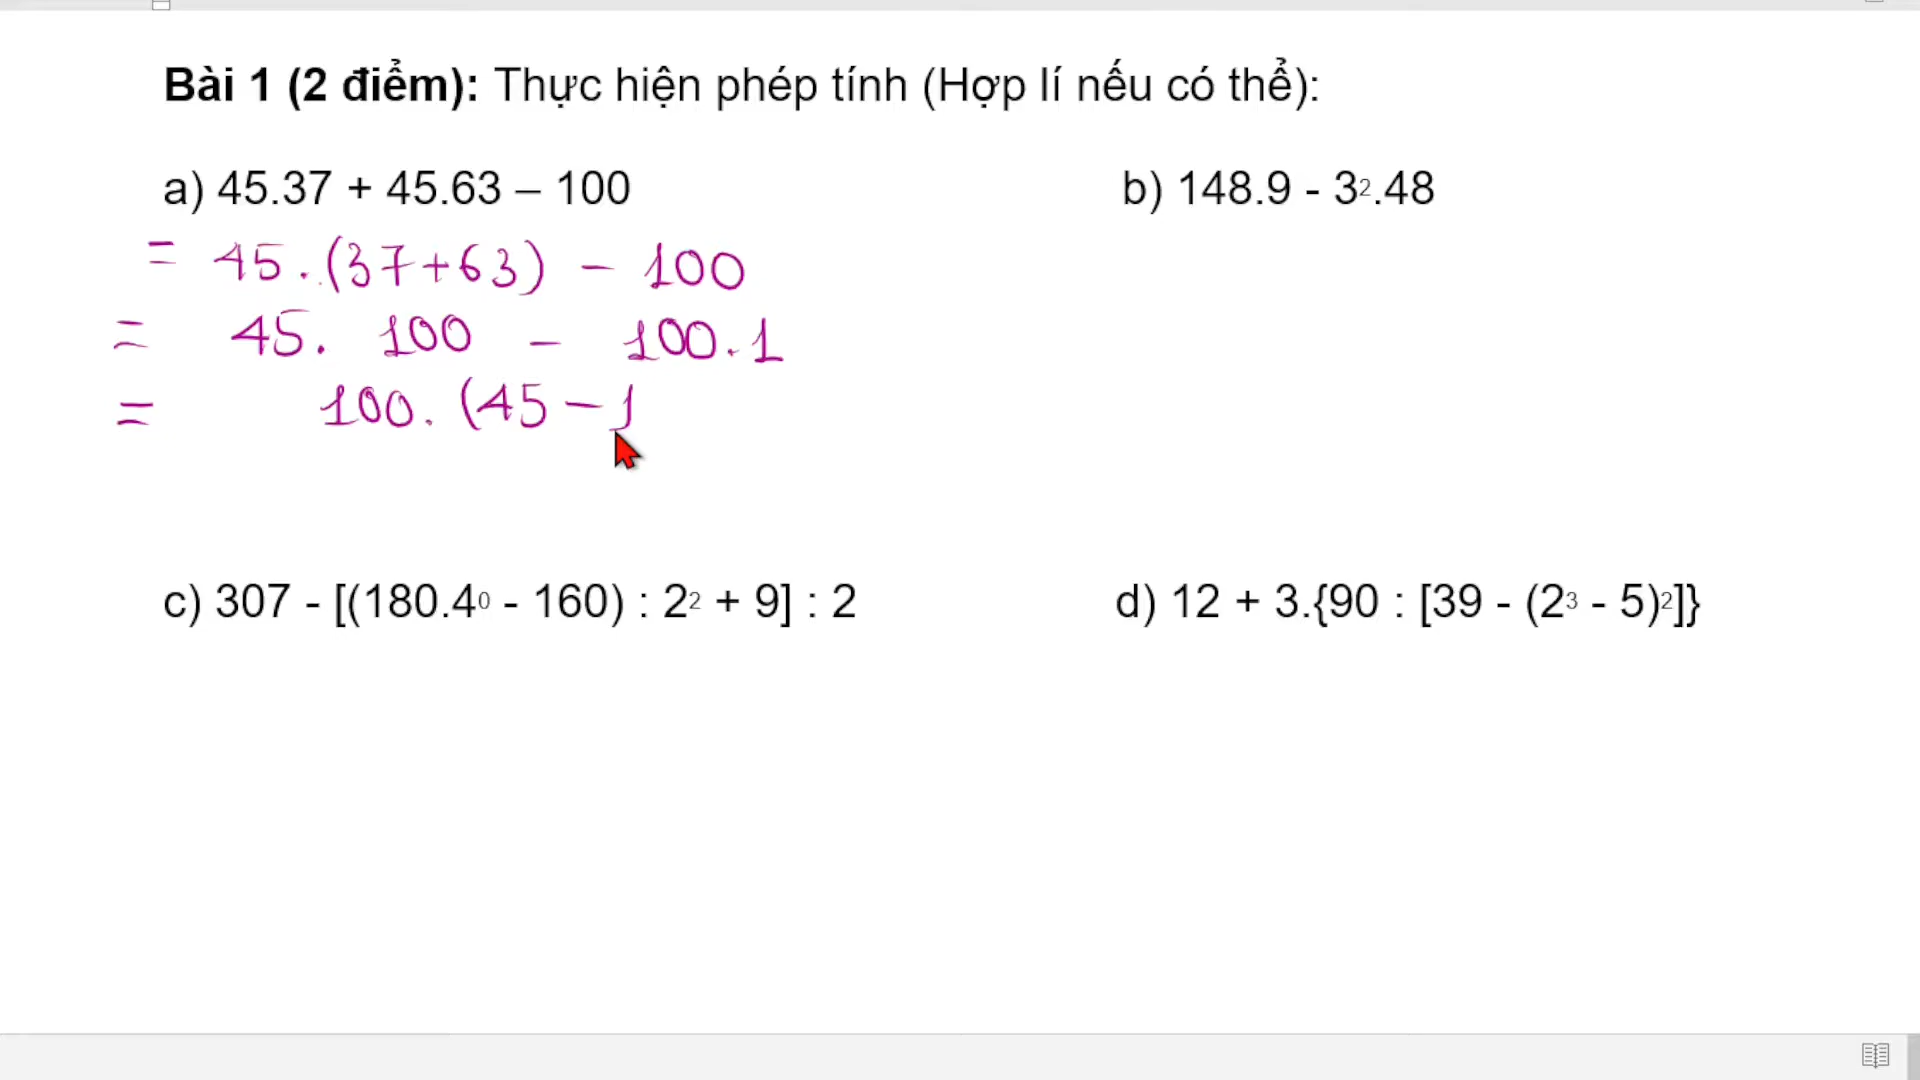 Bài 1 (2 điểm): Thực hiện phép tính (Hợp lí nếu có thể):
a) 45.37 + 45.63 – 100
b) 148.9 - 3².48
= 45.(37+63) - 100
= 45. 100 - 100.1
= 100. (45-1
c) 307 - [(180.4⁰ - 160) : 2² + 9] : 2
d) 12 + 3.{90 : [39 - (2³ - 5)²]}